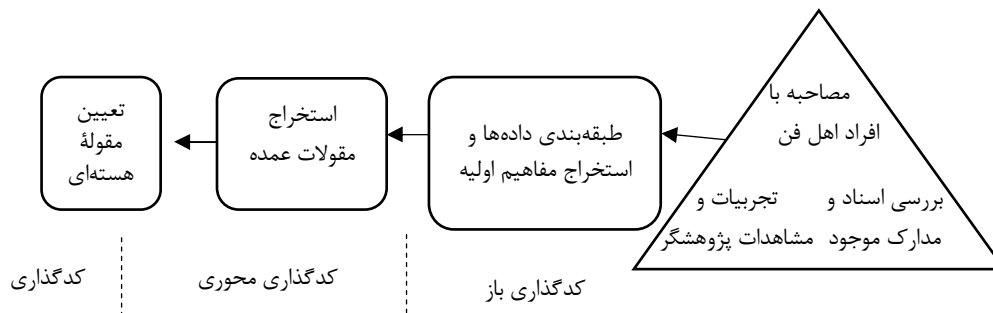 مصاحبه با
افراد اهل فن
بررسی اسناد و
مدارک موجود
تجربیات و
مشاهدات پژوهشگر
طبقه‌بندی داده‌ها و
استخراج مفاهیم اولیه
استخراج
مقولات عمده
تعیین
مقولۀ
هسته‌ای
کدگذاری باز
کدگذاری محوری
کدگذاری